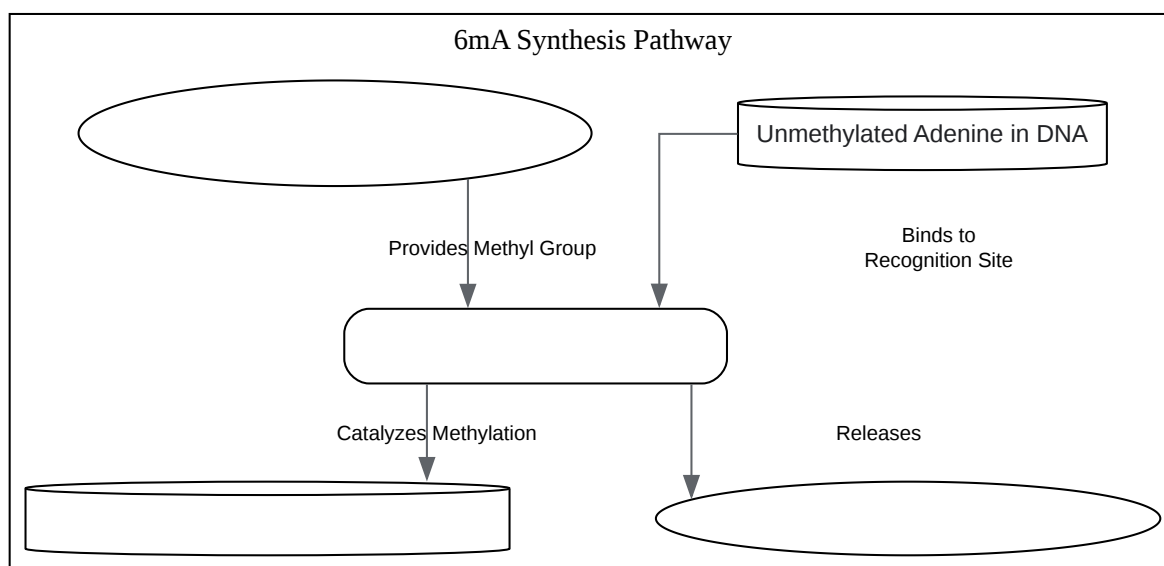 6mA Synthesis Pathway
Unmethylated Adenine in DNA
Provides Methyl Group
Binds to
Recognition Site
Catalyzes Methylation
Releases